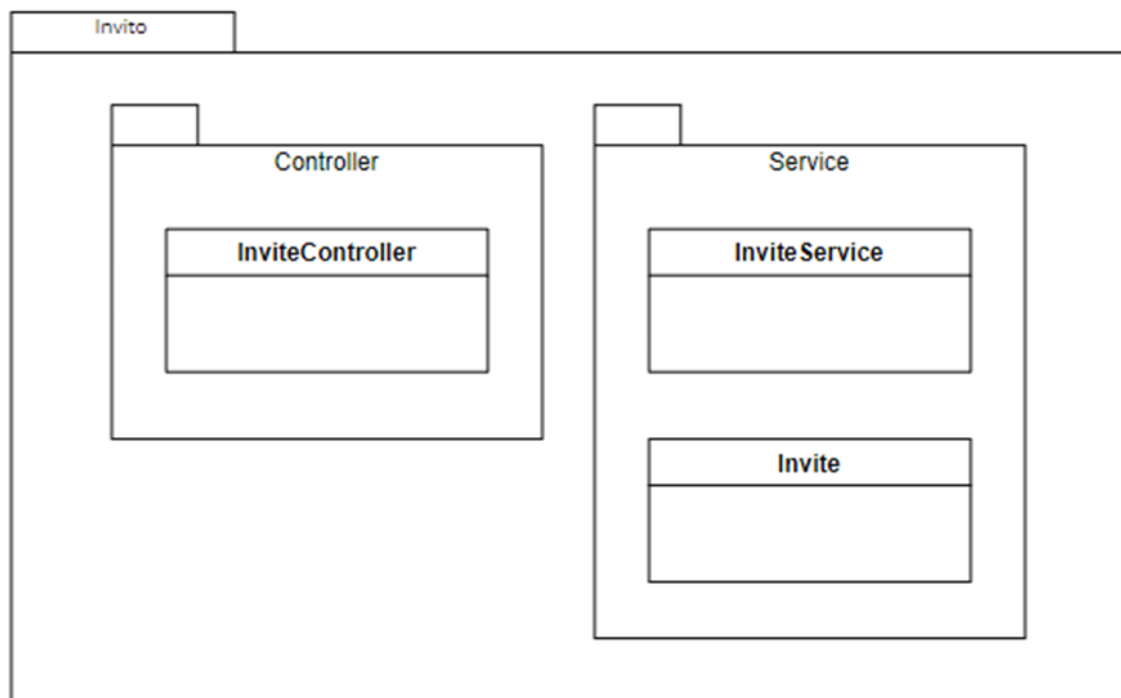 Invito
Controller
Service
InviteController
InviteService
Invite